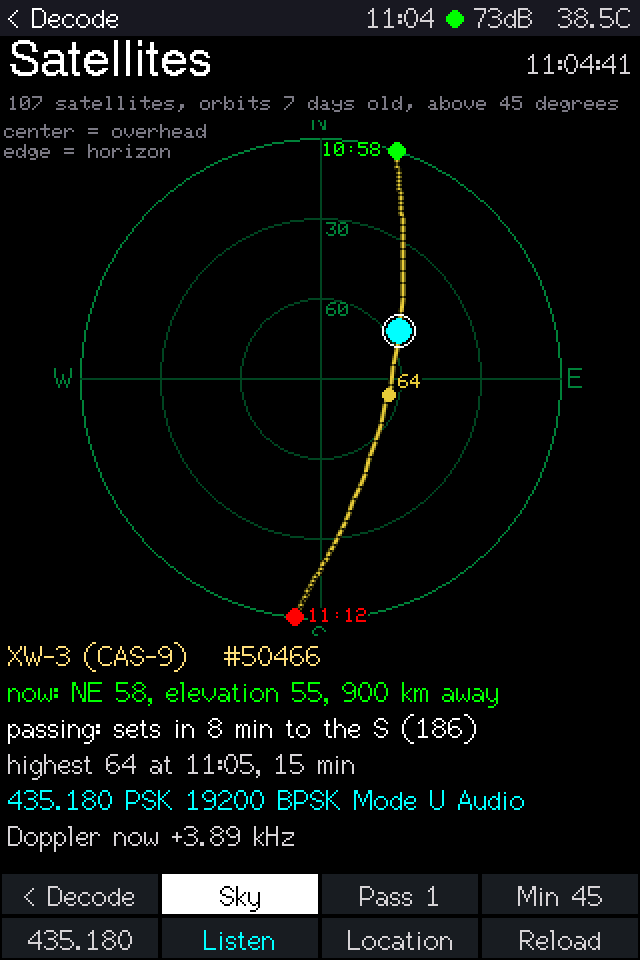 < Decode 11:04 73dB 38.5C
Satellites 11:04:41
107 satellites, orbits 7 days old, above 45 degrees
center = overhead
edge = horizon
N
10:58
30
60
W
E
64
11:12
XW-3 (CAS-9) #50466
now: NE 58, elevation 55, 900 km away
passing: sets in 8 min to the S (186)
highest 64 at 11:05, 15 min
435.180 PSK 19200 BPSK Mode U Audio
Doppler now +3.89 kHz
< Decode Sky Pass 1 Min 45
435.180 Listen Location Reload